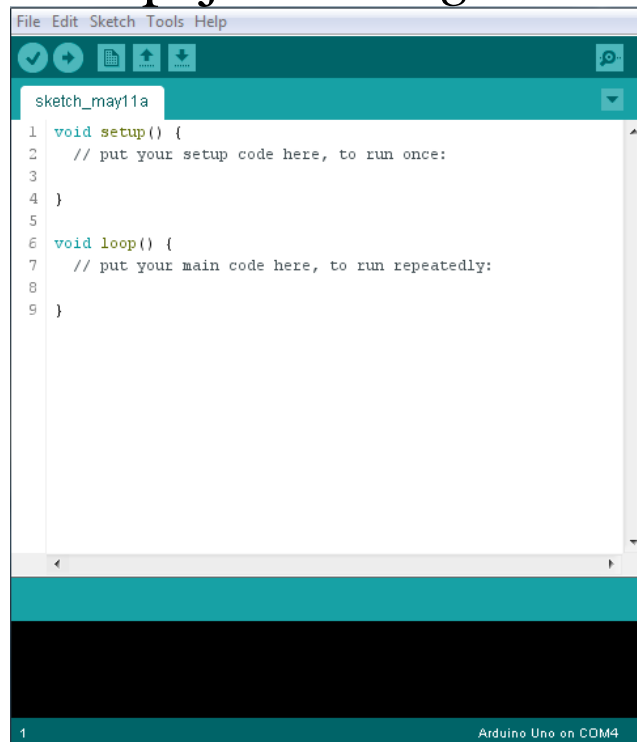 File Edit Sketch Tools Help
sketch_may11a
1 void setup() {
2   // put your setup code here, to run once:
3
4 }
5
6 void loop() {
7   // put your main code here, to run repeatedly:
8
9 }
1 Arduino Uno on COM4